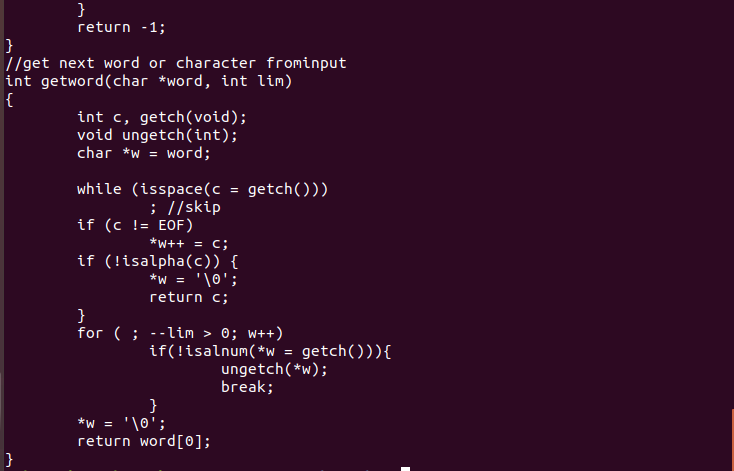 }
        return -1;
}
//get next word or character frominput
int getword(char *word, int lim)
{
        int c, getch(void);
        void ungetch(int);
        char *w = word;

        while (isspace(c = getch()))
                ; //skip
        if (c != EOF)
                *w++ = c;
        if (!isalpha(c)) {
                *w = '\0';
                return c;
        }
        for ( ; --lim > 0; w++)
                if(!isalnum(*w = getch())){
                        ungetch(*w);
                        break;
                }
        *w = '\0';
        return word[0];
}